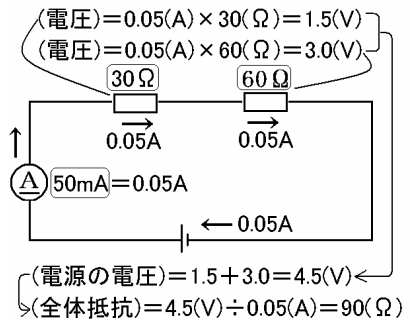 (電圧)=0.05(A)×30(Ω)=1.5(V)
(電圧)=0.05(A)×60(Ω)=3.0(V)
30Ω 60Ω
0.05A 0.05A
A 50mA=0.05A
0.05A
(電源の電圧)=1.5+3.0=4.5(V)
(全体抵抗)=4.5(V)÷0.05(A)=90(Ω)